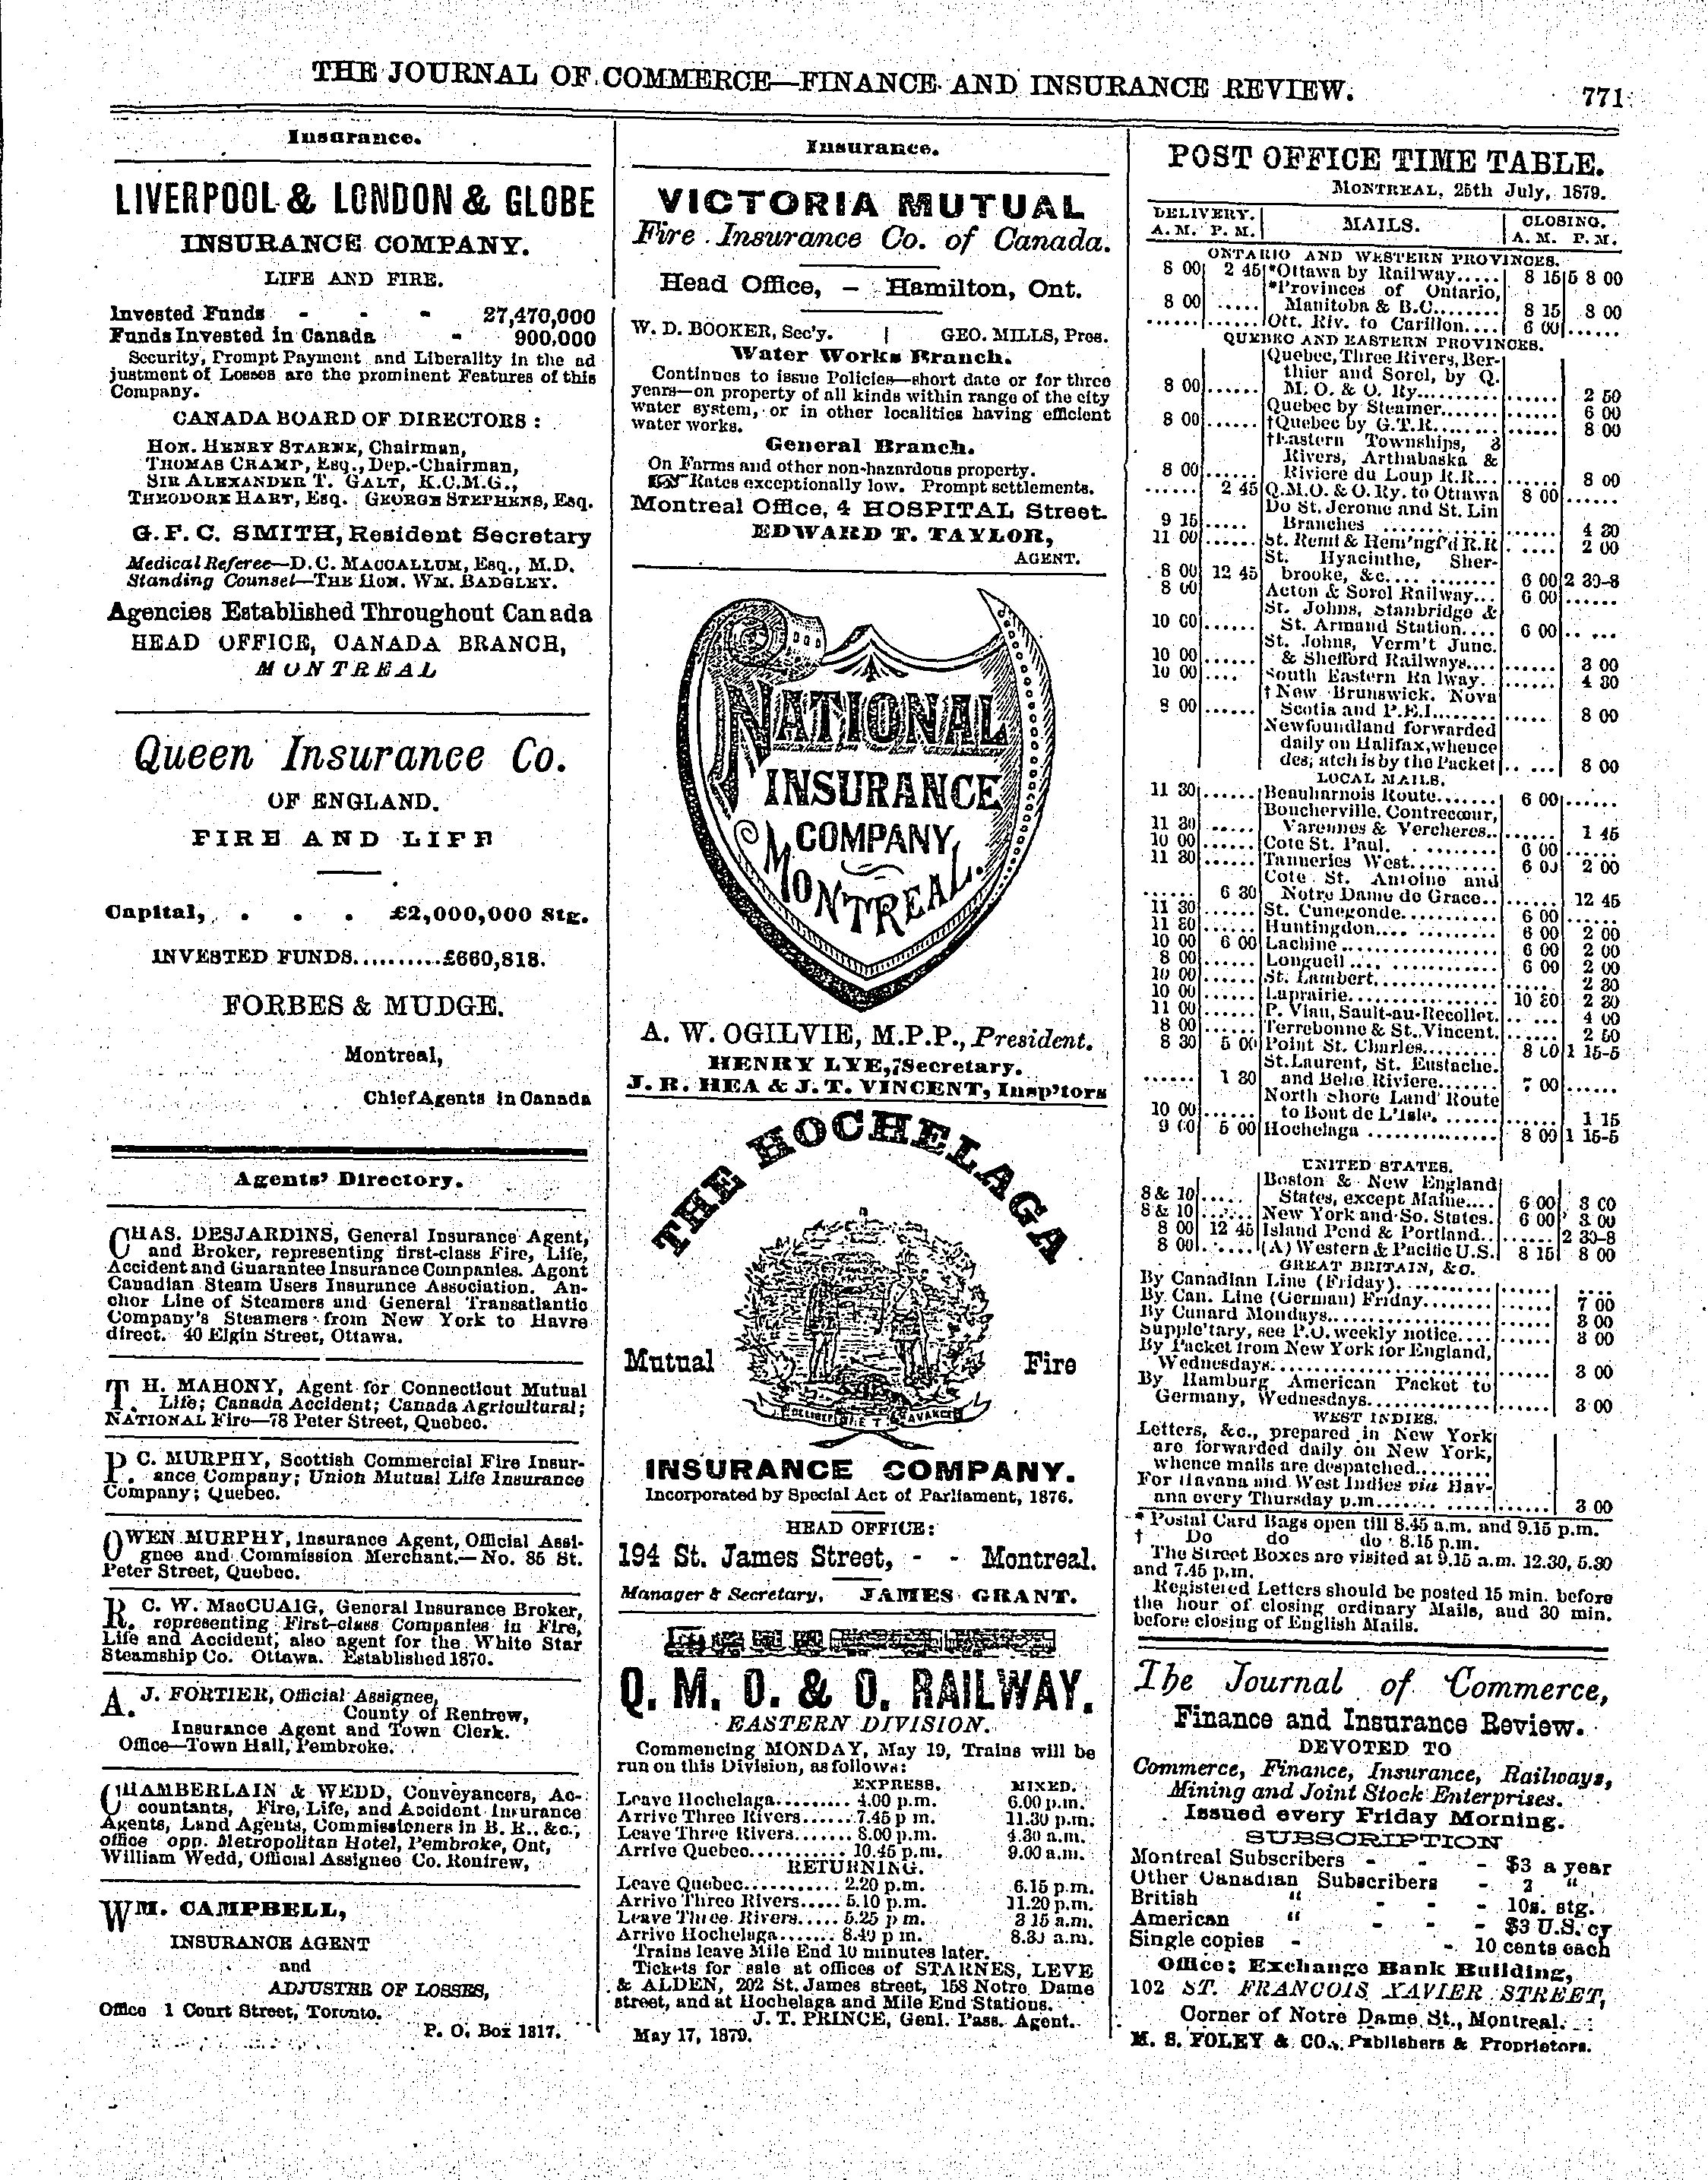 THE JOURNAL OF COMMERCE—FINANCE AND INSURANCE REVIEW.
771
Insurance.
LIVERPOOL & LONDON & GLOBE
INSURANCE COMPANY.
LIFE AND FIRE.
Invested Funds - - - 27,470,000
Funds Invested in Canada - 900,000
Security, Prompt Payment and Liberality in the ad
justment of Losses are the prominent Features of this
Company.
CANADA BOARD OF DIRECTORS :
HON. HENRY STARNE, Chairman,
THOMAS CRAMP, Esq., Dep.-Chairman,
SIR ALEXANDER T. GALT, K.C.M.G.,
THEODORE HART, Esq. GEORGE STEPHENS, Esq.
G. F. C. SMITH, Resident Secretary
Medical Referee—D. C. MACCALLUM, Esq., M.D.
Standing Counsel—THE HON. WM. BADGLEY.
Agencies Established Throughout Canada
HEAD OFFICE, CANADA BRANCH,
MONTREAL
Queen Insurance Co.
OF ENGLAND.
FIRE AND LIFE
Capital, . . . £2,000,000 Stg.
INVESTED FUNDS..........£660,818.
FORBES & MUDGE.
Montreal,
Chief Agents in Canada
Agents' Directory.
CHAS. DESJARDINS, General Insurance Agent,
and Broker, representing first-class Fire, Life,
Accident and Guarantee Insurance Companies. Agent
Canadian Steam Users Insurance Association. An-
chor Line of Steamers and General Transatlantic
Company's Steamers from New York to Havre
direct. 40 Elgin Street, Ottawa.
T. H. MAHONY, Agent for Connecticut Mutual
Life; Canada Accident; Canada Agricultural;
NATIONAL Fire—78 Peter Street, Quebec.
P. C. MURPHY, Scottish Commercial Fire Insur-
ance Company; Union Mutual Life Insurance
Company; Quebec.
OWEN MURPHY, Insurance Agent, Official Assi-
gnee and Commission Merchant.—No. 85 St.
Peter Street, Quebec.
R. C. W. MacCUAIG, General Insurance Broker,
representing First-class Companies in Fire,
Life and Accident, also agent for the White Star
Steamship Co. Ottawa. Established 1870.
A. J. FORTIER, Official Assignee,
County of Renfrew,
Insurance Agent and Town Clerk.
Office—Town Hall, Pembroke.
CHAMBERLAIN & WEDD, Conveyancers, Ac-
countants, Fire, Life, and Accident Insurance
Agents, Land Agents, Commissioners in B. R., &c.,
office opp. Metropolitan Hotel, Pembroke, Ont,
William Wedd, Official Assignee Co. Renfrew,
WM. CAMPBELL,
INSURANCE AGENT
and
ADJUSTER OF LOSSES,
Office 1 Court Street, Toronto.
P. O. Box 1317.
Insurance.
VICTORIA MUTUAL
Fire Insurance Co. of Canada.
Head Office, - Hamilton, Ont.
W. D. BOOKER, Sec'y. | GEO. MILLS, Pres.
Water Works Branch.
Continues to issue Policies—short date or for three
years—on property of all kinds within range of the city
water system, or in other localities having efficient
water works.
General Branch.
On Farms and other non-hazardous property.
Rates exceptionally low. Prompt settlements.
Montreal Office, 4 HOSPITAL Street.
EDWARD T. TAYLOR,
AGENT.
NATIONAL
INSURANCE
COMPANY,
MONTREAL.
A. W. OGILVIE, M.P.P., President.
HENRY LYE, Secretary.
J. R. HEA & J. T. VINCENT, Insp'tors
THE HOCHELAGA
Mutual Fire
INSURANCE COMPANY.
Incorporated by Special Act of Parliament, 1876.
HEAD OFFICE:
194 St. James Street, - - Montreal.
Manager & Secretary, JAMES GRANT.
Q. M. O. & O. RAILWAY.
EASTERN DIVISION.
Commencing MONDAY, May 19, Trains will be
run on this Division, as follows:
EXPRESS. MIXED.
Leave Hochelaga......... 4.00 p.m. 6.00 p.m.
Arrive Three Rivers...... 7.45 p m. 11.30 p.m.
Leave Three Rivers....... 8.00 p.m. 4.30 a.m.
Arrive Quebec........... 10.45 p.m. 9.00 a.m.
RETURNING.
Leave Quebec........... 2.20 p.m. 6.15 p.m.
Arrive Three Rivers..... 5.10 p.m. 11.20 p.m.
Leave Three Rivers..... 5.25 p m. 3 15 a.m.
Arrive Hochelaga....... 8.40 p m. 8.30 a.m.
Trains leave Mile End 10 minutes later.
Tickets for sale at offices of STARNES, LEVE
& ALDEN, 202 St. James street, 158 Notre Dame
street, and at Hochelaga and Mile End Stations.
J. T. PRINCE, Genl. Pass. Agent.
May 17, 1879.
POST OFFICE TIME TABLE.
MONTREAL, 25th July, 1879.
DELIVERY. MAILS. CLOSING.
A. M. P. M. A. M. P. M.
ONTARIO AND WESTERN PROVINCES.
8 00 2 45 *Ottawa by Railway..... 8 15 5 8 00
*Provinces of Ontario,
8 00 ..... Manitoba & B.C........ 8 15 8 00
...... ...... Ott. Riv. to Carillon.... 6 00 ......
QUEBEC AND EASTERN PROVINCES.
Quebec, Three Rivers, Ber-
thier and Sorel, by Q.
8 00 ...... M. O. & O. Ry........... ...... 2 50
Quebec by Steamer....... ...... 6 00
8 00 ...... †Quebec by G.T.R........ ...... 8 00
†Eastern Townships, 3
Rivers, Arthabaska &
8 00 ...... Riviere du Loup R.R... ...... 8 00
...... 2 45 Q.M.O. & O. Ry. to Ottawa 8 00 ......
Do St. Jerome and St. Lin
9 15 ..... Branches ............ ...... 4 30
11 00 ...... St. Remi & Hem'ngf'd R.R ...... 2 00
St. Hyacinthe, Sher-
8 00 12 45 brooke, &c............ 6 00 2 30-8
8 00 Acton & Sorel Railway... 6 00 ......
St. Johns, Stanbridge &
10 00 ...... St. Armand Station.... 6 00 ......
St. Johns, Verm't Junc.
10 00 ...... & Shefford Railways.... ...... 3 00
10 00 .... South Eastern Ra lway.. ...... 4 30
† New Brunswick. Nova
8 00 ...... Scotia and P.E.I........ ..... 8 00
Newfoundland forwarded
daily on Halifax, whence
des; atch is by the Packet ...... 8 00
LOCAL MAILS.
11 30 ...... Beauharnois Route....... 6 00 ......
Boucherville, Contrecœur,
11 30 ..... Varennes & Vercheres.. ...... 1 45
10 00 ...... Cote St. Paul. ......... 6 00 ......
11 30 ...... Tanneries West.......... 6 00 2 00
Cote St. Antoine and
...... 6 30 Notre Dame de Grace.. ...... 12 45
11 30 ...... St. Cunegonde........... 6 00 ......
11 30 ...... Huntingdon.... ......... 6 00 2 00
10 00 6 00 Lachine................. 6 00 2 00
8 00 ...... Longueil .... ............ 6 00 2 00
10 00 ...... St. Lambert.............. ...... 2 30
10 00 ...... Laprairie................. 10 30 2 30
11 00 ...... P. Viau, Sault-au-Recollet. ...... 4 00
8 00 ...... Terrebonne & St. Vincent. ...... 2 50
8 30 5 00 Point St. Charles......... 8 00 1 15-5
St. Laurent, St. Eustache.
...... 1 30 and Belle Riviere....... 7 00 ......
North Shore Land Route
10 00 ...... to Bout de L'Isle. ....... ...... 1 15
9 00 5 00 Hochelaga .............. 8 00 1 15-5
UNITED STATES.
Boston & New England
8 & 10 ..... States, except Maine.... 6 00 8 00
8 & 10 ...... New York and So. States. 6 00 8 00
8 00 12 45 Island Pond & Portland.. ...... 2 30-8
8 00 ...... (A) Western & Pacific U.S. 8 15 8 00
GREAT BRITAIN, &C.
By Canadian Line (Friday)......... ...... ....
By Can. Line (German) Friday........ ...... 7 00
By Cunard Mondays................. ...... 3 00
Supple'tary, see P.O. weekly notice.... ...... 3 00
By Packet from New York for England,
Wednesdays........................ ...... 3 00
By Hamburg American Packet to
Germany, Wednesdays............. ...... 3 00
WEST INDIES.
Letters, &c., prepared in New York
are forwarded daily on New York,
whence mails are despatched.........
For Havana and West Indies via Hav-
ana every Thursday p.m............. ...... 3 00
* Postal Card Bags open till 8.45 a.m. and 9.15 p.m.
† Do do do 8.15 p.m.
The Street Boxes are visited at 9.15 a.m. 12.30, 5.30
and 7.45 p.m.
Registered Letters should be posted 15 min. before
the hour of closing ordinary Mails, and 30 min.
before closing of English Mails.
The Journal of Commerce,
Finance and Insurance Review.
DEVOTED TO
Commerce, Finance, Insurance, Railways,
Mining and Joint Stock Enterprises.
Issued every Friday Morning.
SUBSCRIPTION
Montreal Subscribers - - - $3 a year
Other Canadian Subscribers - 2 "
British " - - - 10s. stg.
American " - - - $3 U.S. cy
Single copies - - 10 cents each
Office: Exchange Bank Building,
102 ST. FRANCOIS XAVIER STREET,
Corner of Notre Dame St., Montreal.
M. S. FOLEY & CO., Publishers & Proprietors.